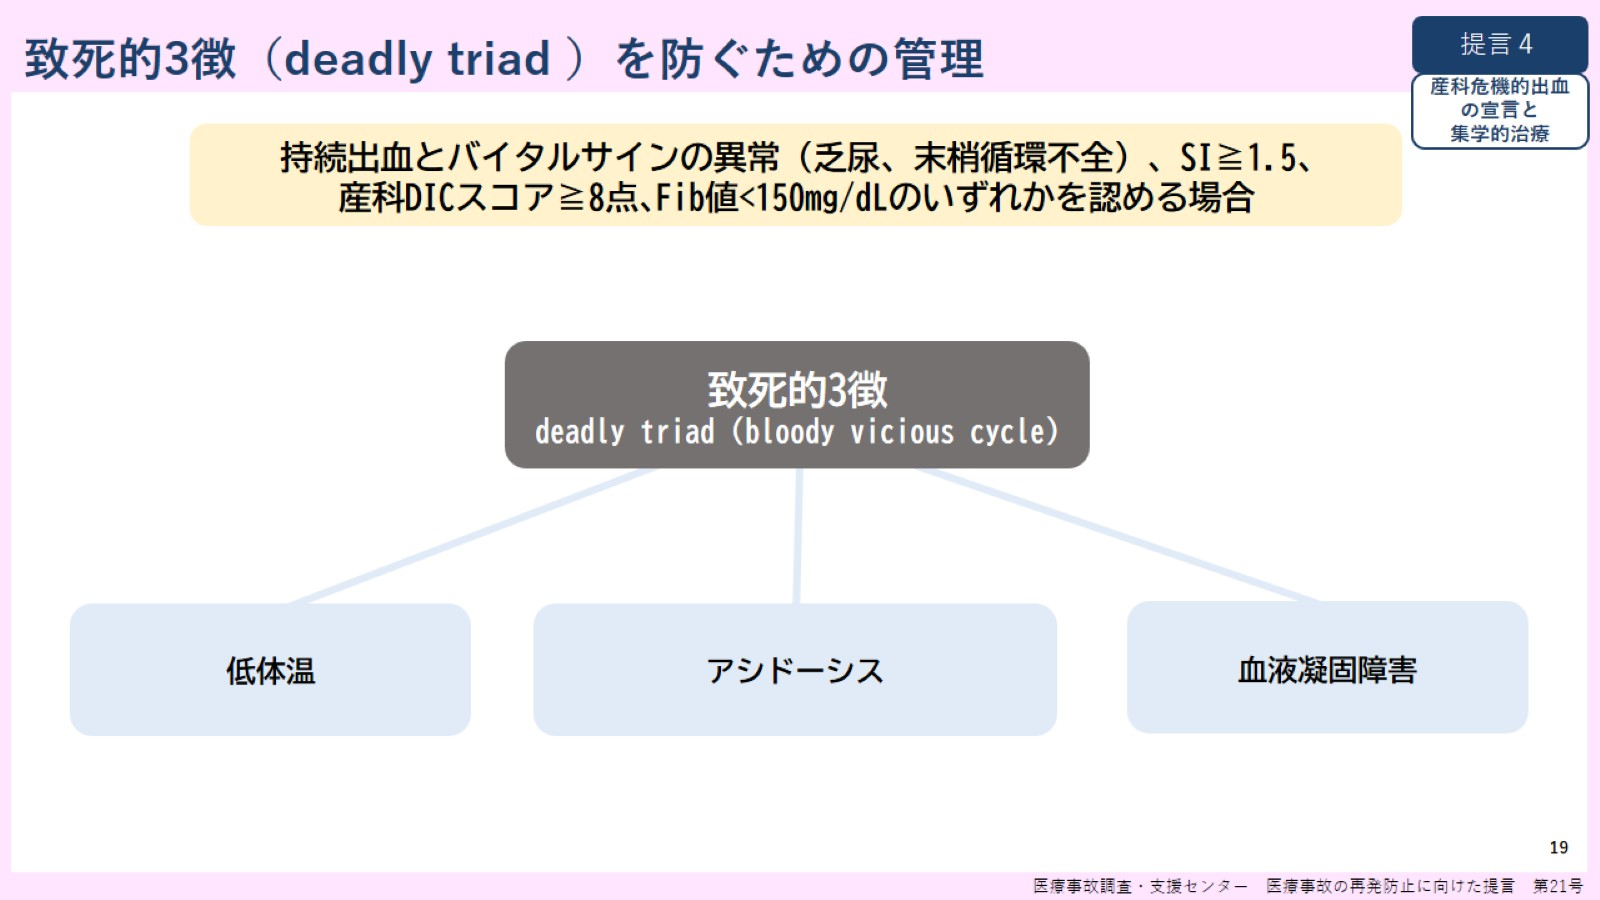 致死的3徴（deadly triad ）を防ぐための管理
提言４
産科危機的出血
の宣言と
集学的治療
持続出血とバイタルサインの異常（乏尿、末梢循環不全）、SI≧1.5、
産科DICスコア≧8点、Fib値<150mg/dLのいずれかを認める場合
致死的3徴
deadly triad（bloody vicious cycle）
低体温
アシドーシス
血液凝固障害
19
医療事故調査・支援センター　医療事故の再発防止に向けた提言　第21号